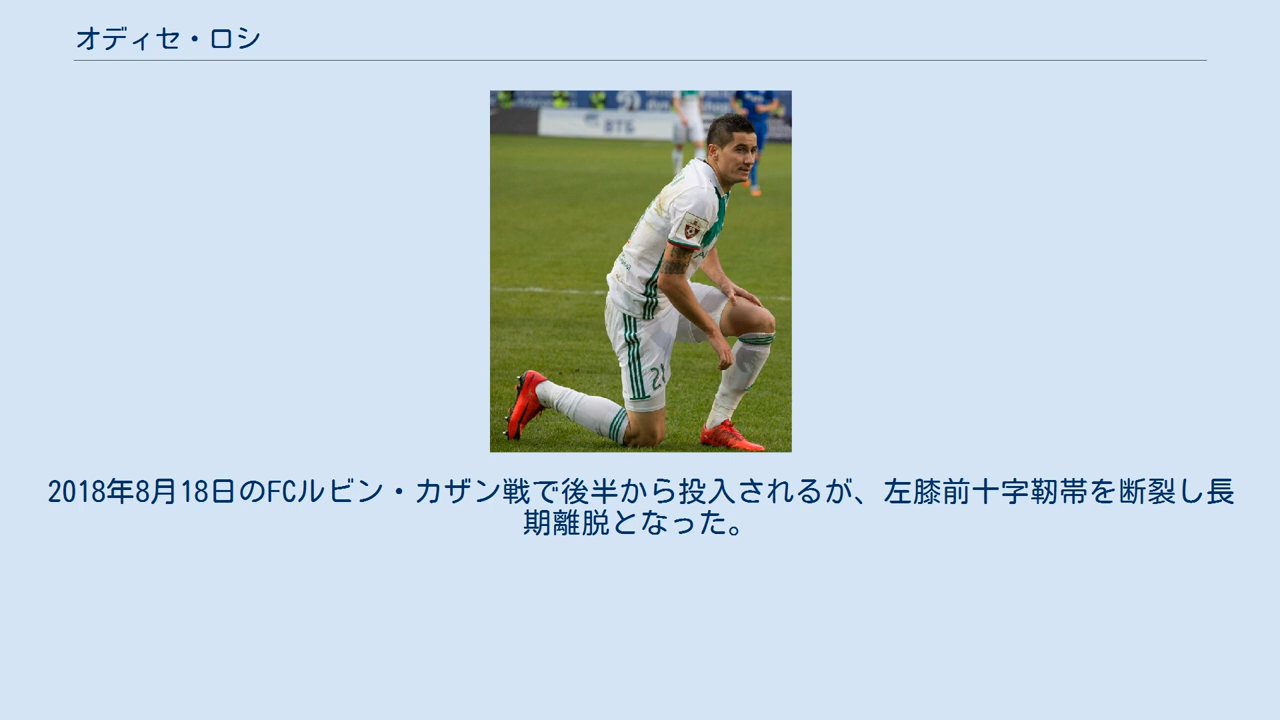 オディセ・ロシ
ВТБ
21
2018年8月18日のFCルビン・カザン戦で後半から投入されるが、左膝前十字靭帯を断裂し長
期離脱となった。